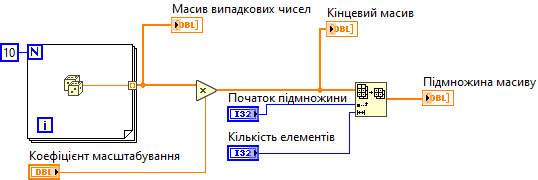 Масив випадкових чисел
DBL
Кінцевий масив
DBL
10
N
i
Початок підмножини
I32
Підмножина масиву
DBL
Кількість елементів
I32
Коефіцієнт масштабування
DBL